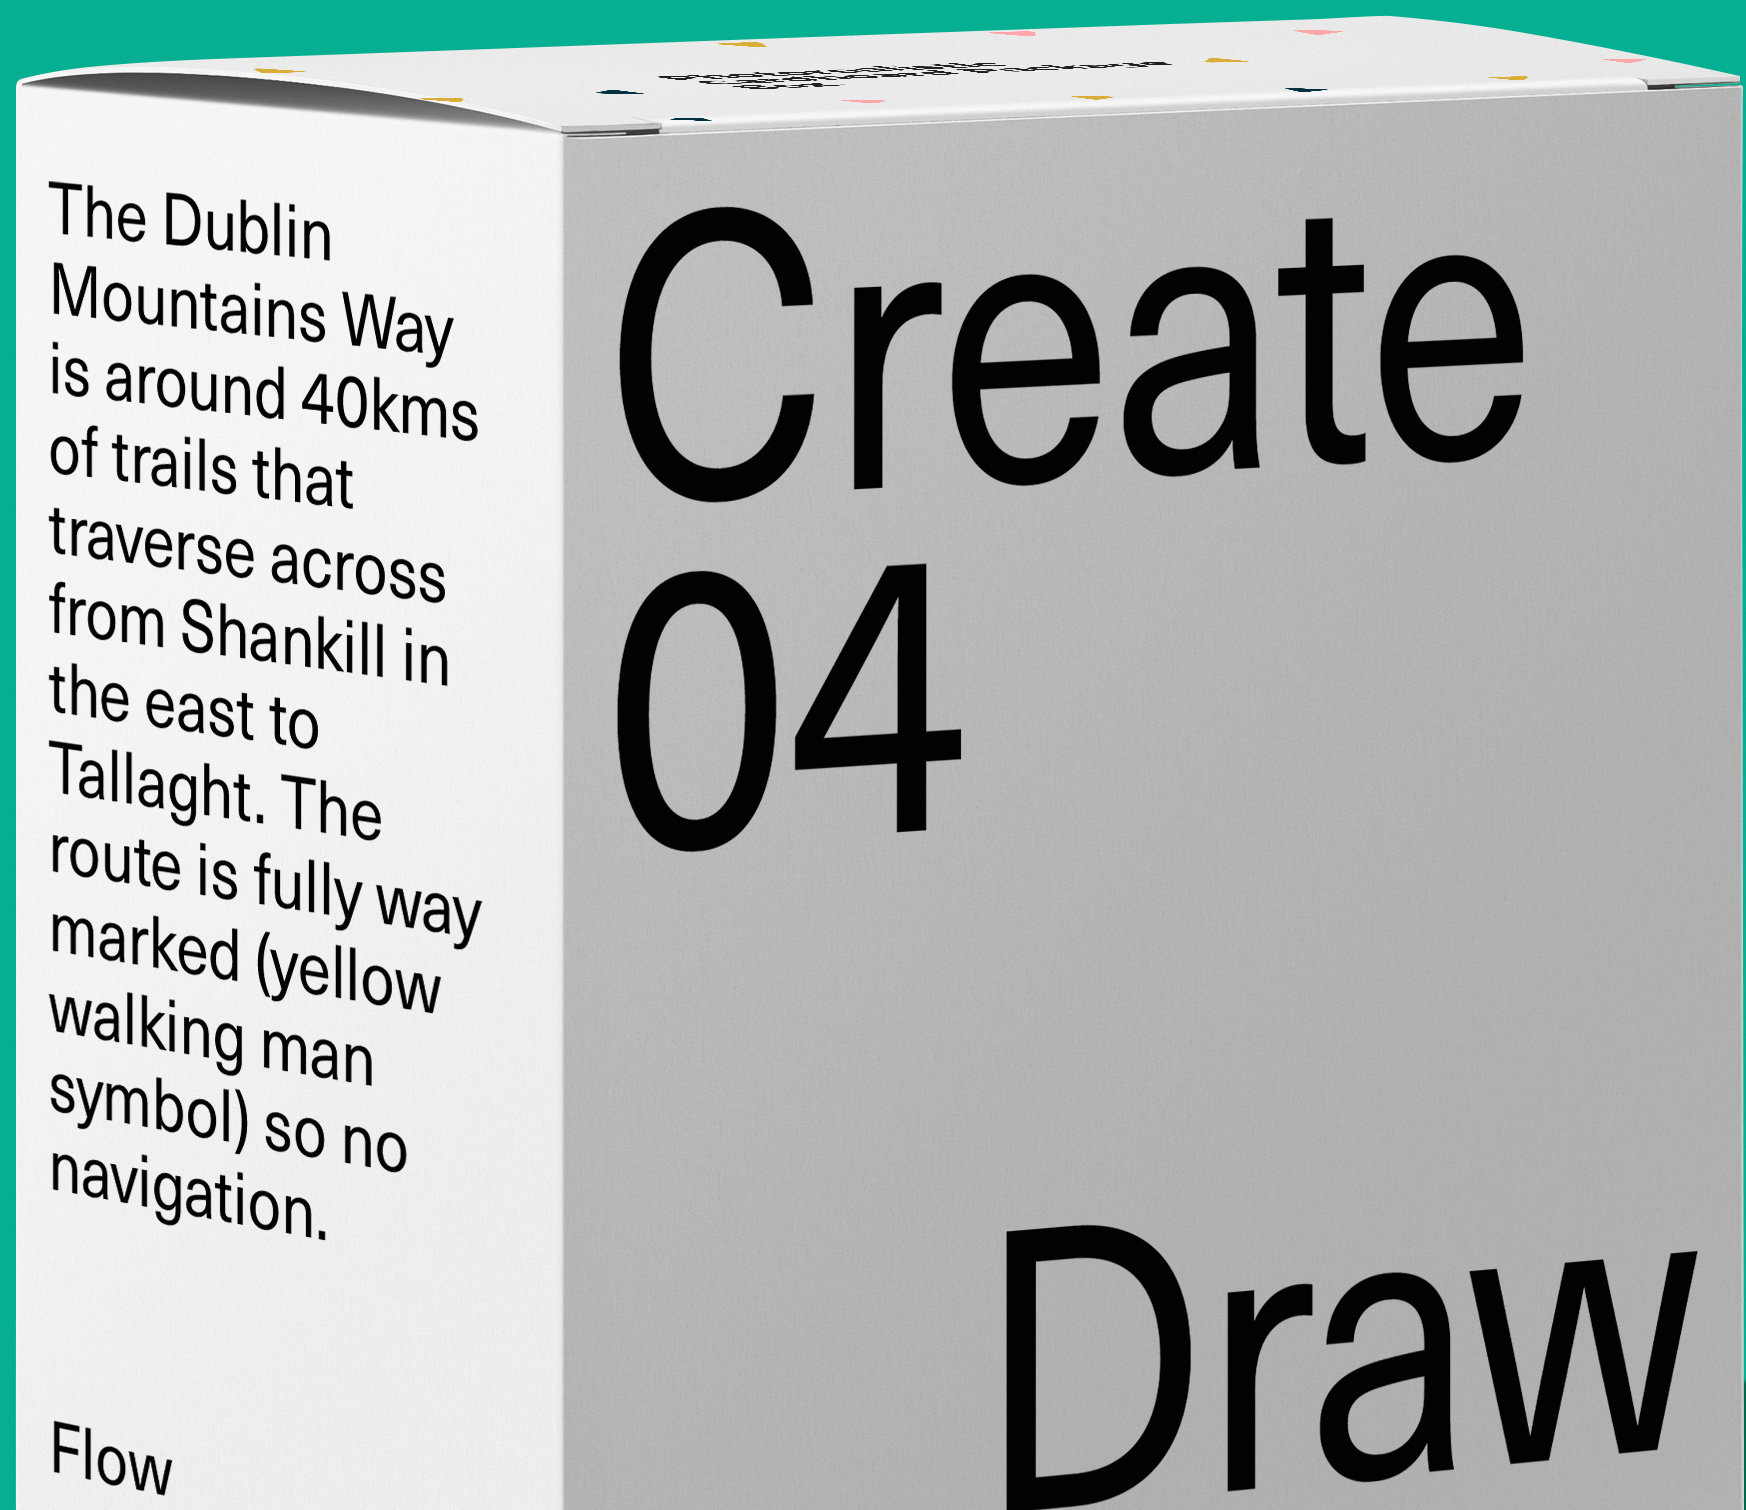 The Dublin
Mountains Way
is around 40kms
of trails that
traverse across
from Shankill in
the east to
Tallaght. The
route is fully way
marked (yellow
walking man
symbol) so no
navigation.
Flow
Create
04
Draw